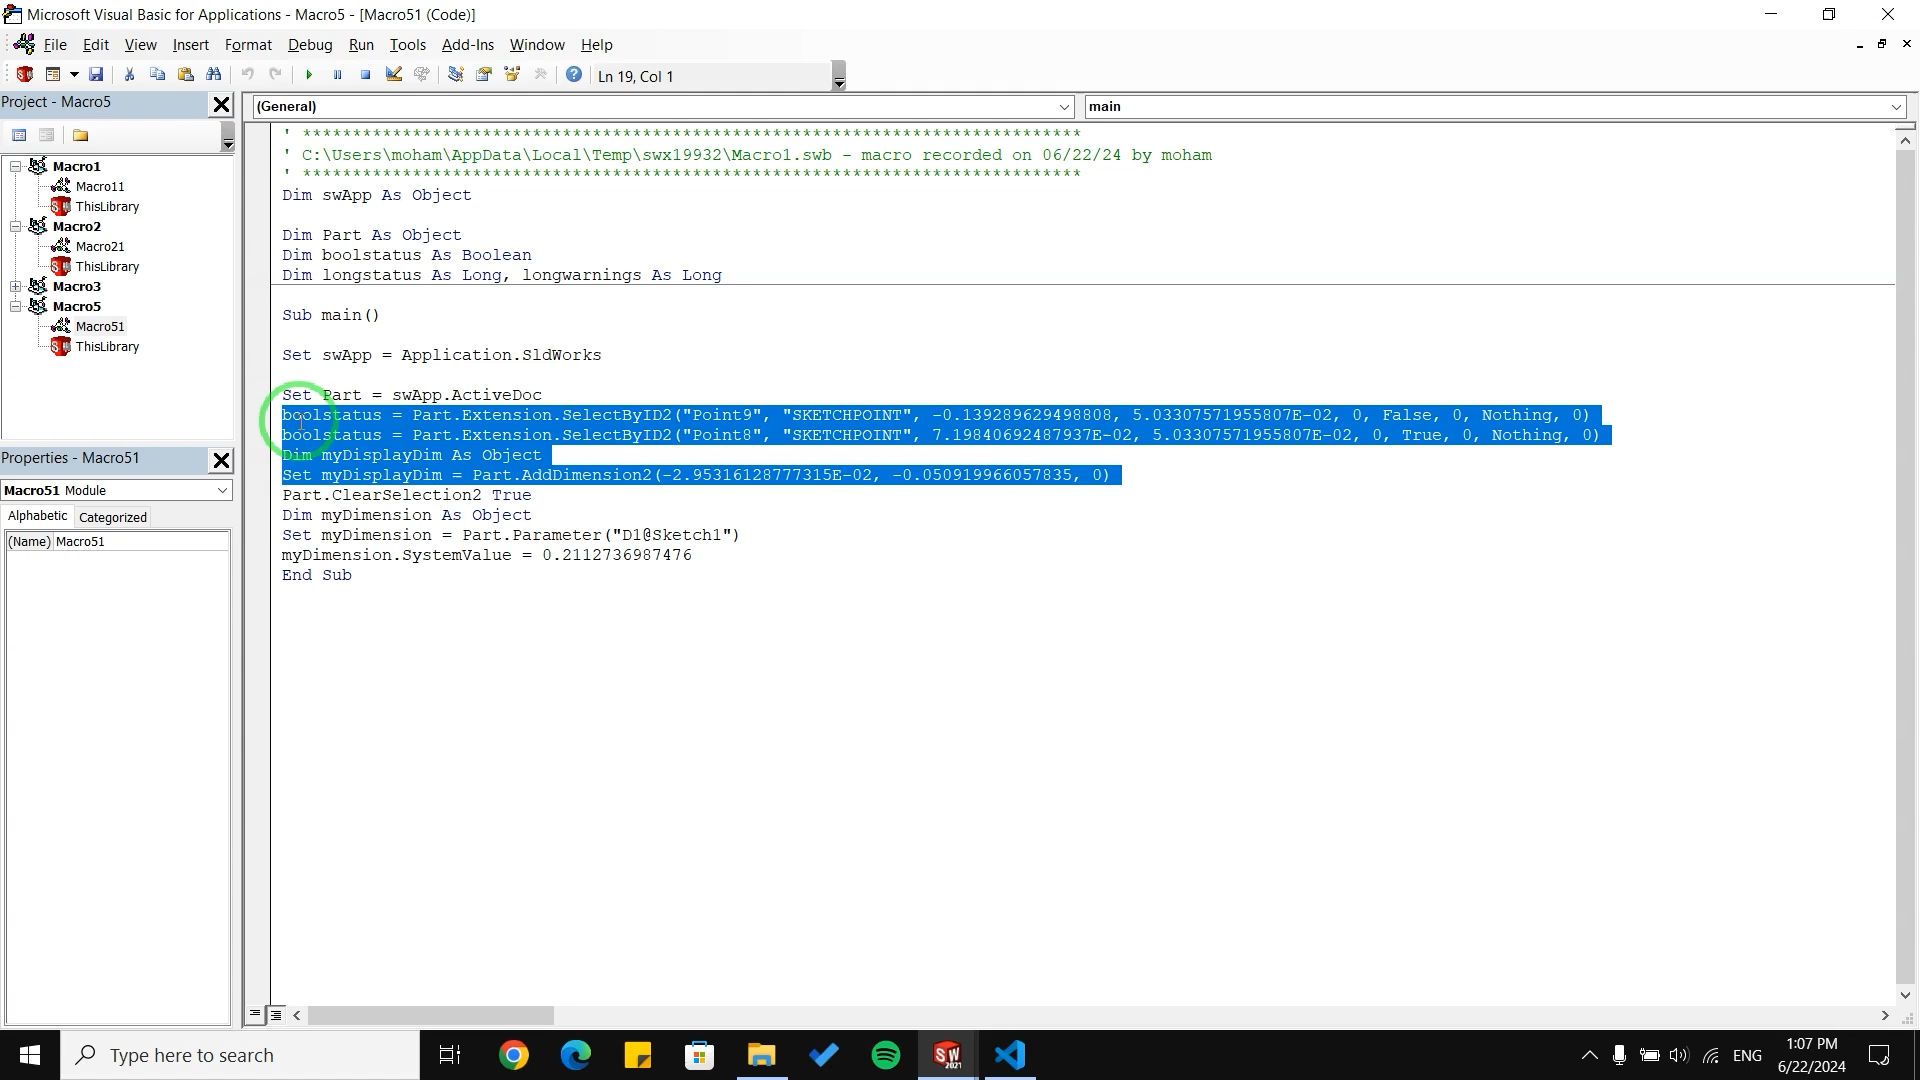 Microsoft Visual Basic for Applications - Macro5 - [Macro51 (Code)]
File Edit View Insert Format Debug Run Tools Add-Ins Window Help
Ln 19, Col 1
Project - Macro5
(General)
main
Macro1
Macro11
ThisLibrary
Macro2
Macro21
ThisLibrary
Macro3
Macro5
Macro51
ThisLibrary
Properties - Macro51
Macro51 Module
Alphabetic Categorized
(Name) Macro51
' ******************************************************************************
' C:\Users\moham\AppData\Local\Temp\swx19932\Macro1.swb - macro recorded on 06/22/24 by moham
' ******************************************************************************
Dim swApp As Object
Dim Part As Object
Dim boolstatus As Boolean
Dim longstatus As Long, longwarnings As Long
Sub main()
Set swApp = Application.SldWorks
Set Part = swApp.ActiveDoc
boolstatus = Part.Extension.SelectByID2("Point9", "SKETCHPOINT", -0.139289629498808, 5.03307571955807E-02, 0, False, 0, Nothing, 0)
boolstatus = Part.Extension.SelectByID2("Point8", "SKETCHPOINT", 7.19840692487937E-02, 5.03307571955807E-02, 0, True, 0, Nothing, 0)
Dim myDisplayDim As Object
Set myDisplayDim = Part.AddDimension2(-2.95316128777315E-02, -0.050919966057835, 0)
Part.ClearSelection2 True
Dim myDimension As Object
Set myDimension = Part.Parameter("D1@Sketch1")
myDimension.SystemValue = 0.2112736987476
End Sub
Type here to search
SW
2021
ENG
1:07 PM
6/22/2024